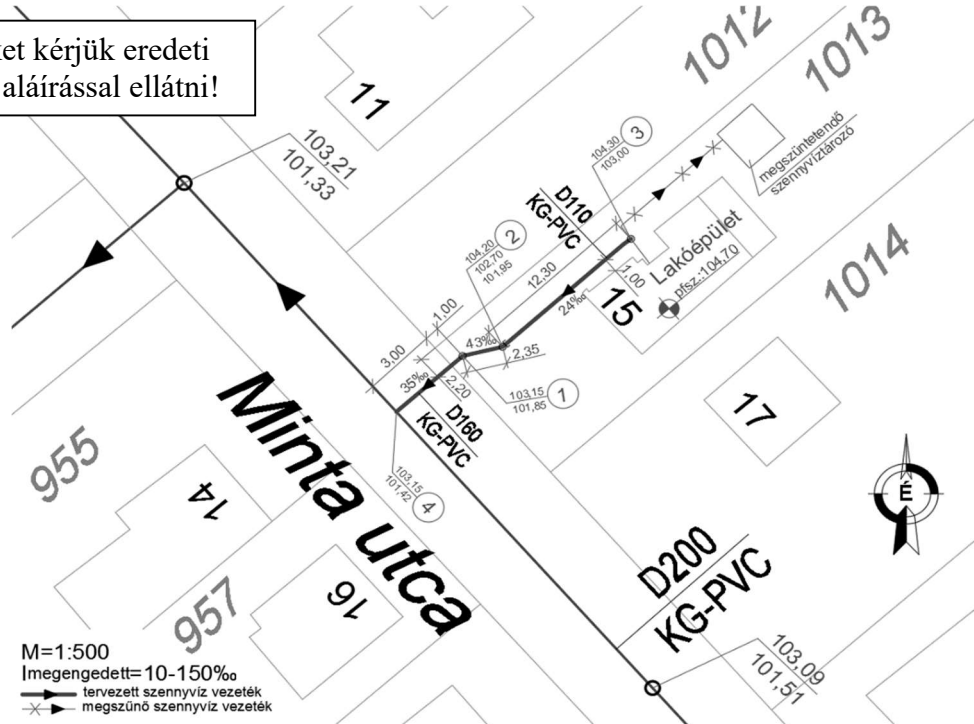 et kérjük eredeti
aláírással ellátni!
11
1012
1013
103,21
101,33
104,30
103,00
3
megszüntetendő
szennyvíztározó
D110
KG-PVC
104,20
102,70
101,95
2
12,30
1,00
Lakóépület
pfsz.:104,70
15
1014
24‰
1,00
3,00
43‰
2,35
35‰
2,20
103,15
101,85
1
D160
KG-PVC
17
103,15
101,42
4
Minta utca
955
14
É
957
16
D200
KG-PVC
103,09
101,51
M=1:500
Imegengedett=10-150‰
tervezett szennyvíz vezeték
megszűnő szennyvíz vezeték